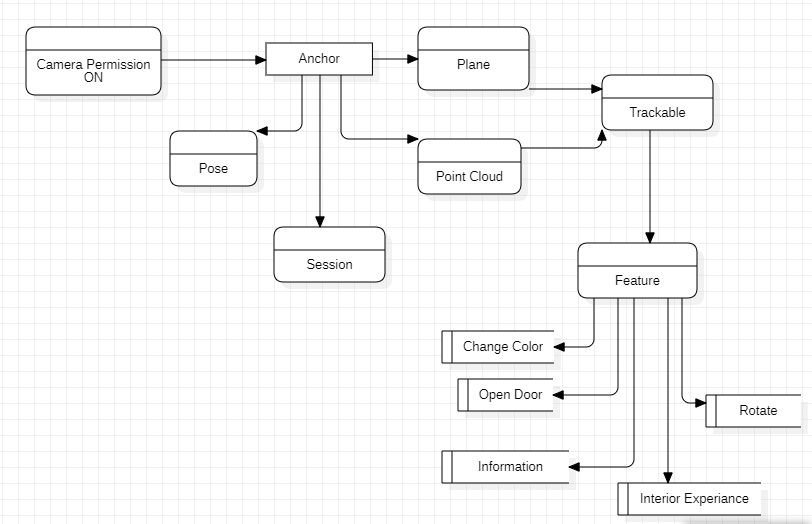 Camera Permission
ON
Anchor
Plane
Trackable
Pose
Point Cloud
Session
Feature
Change Color
Open Door
Rotate
Information
Interior Experiance